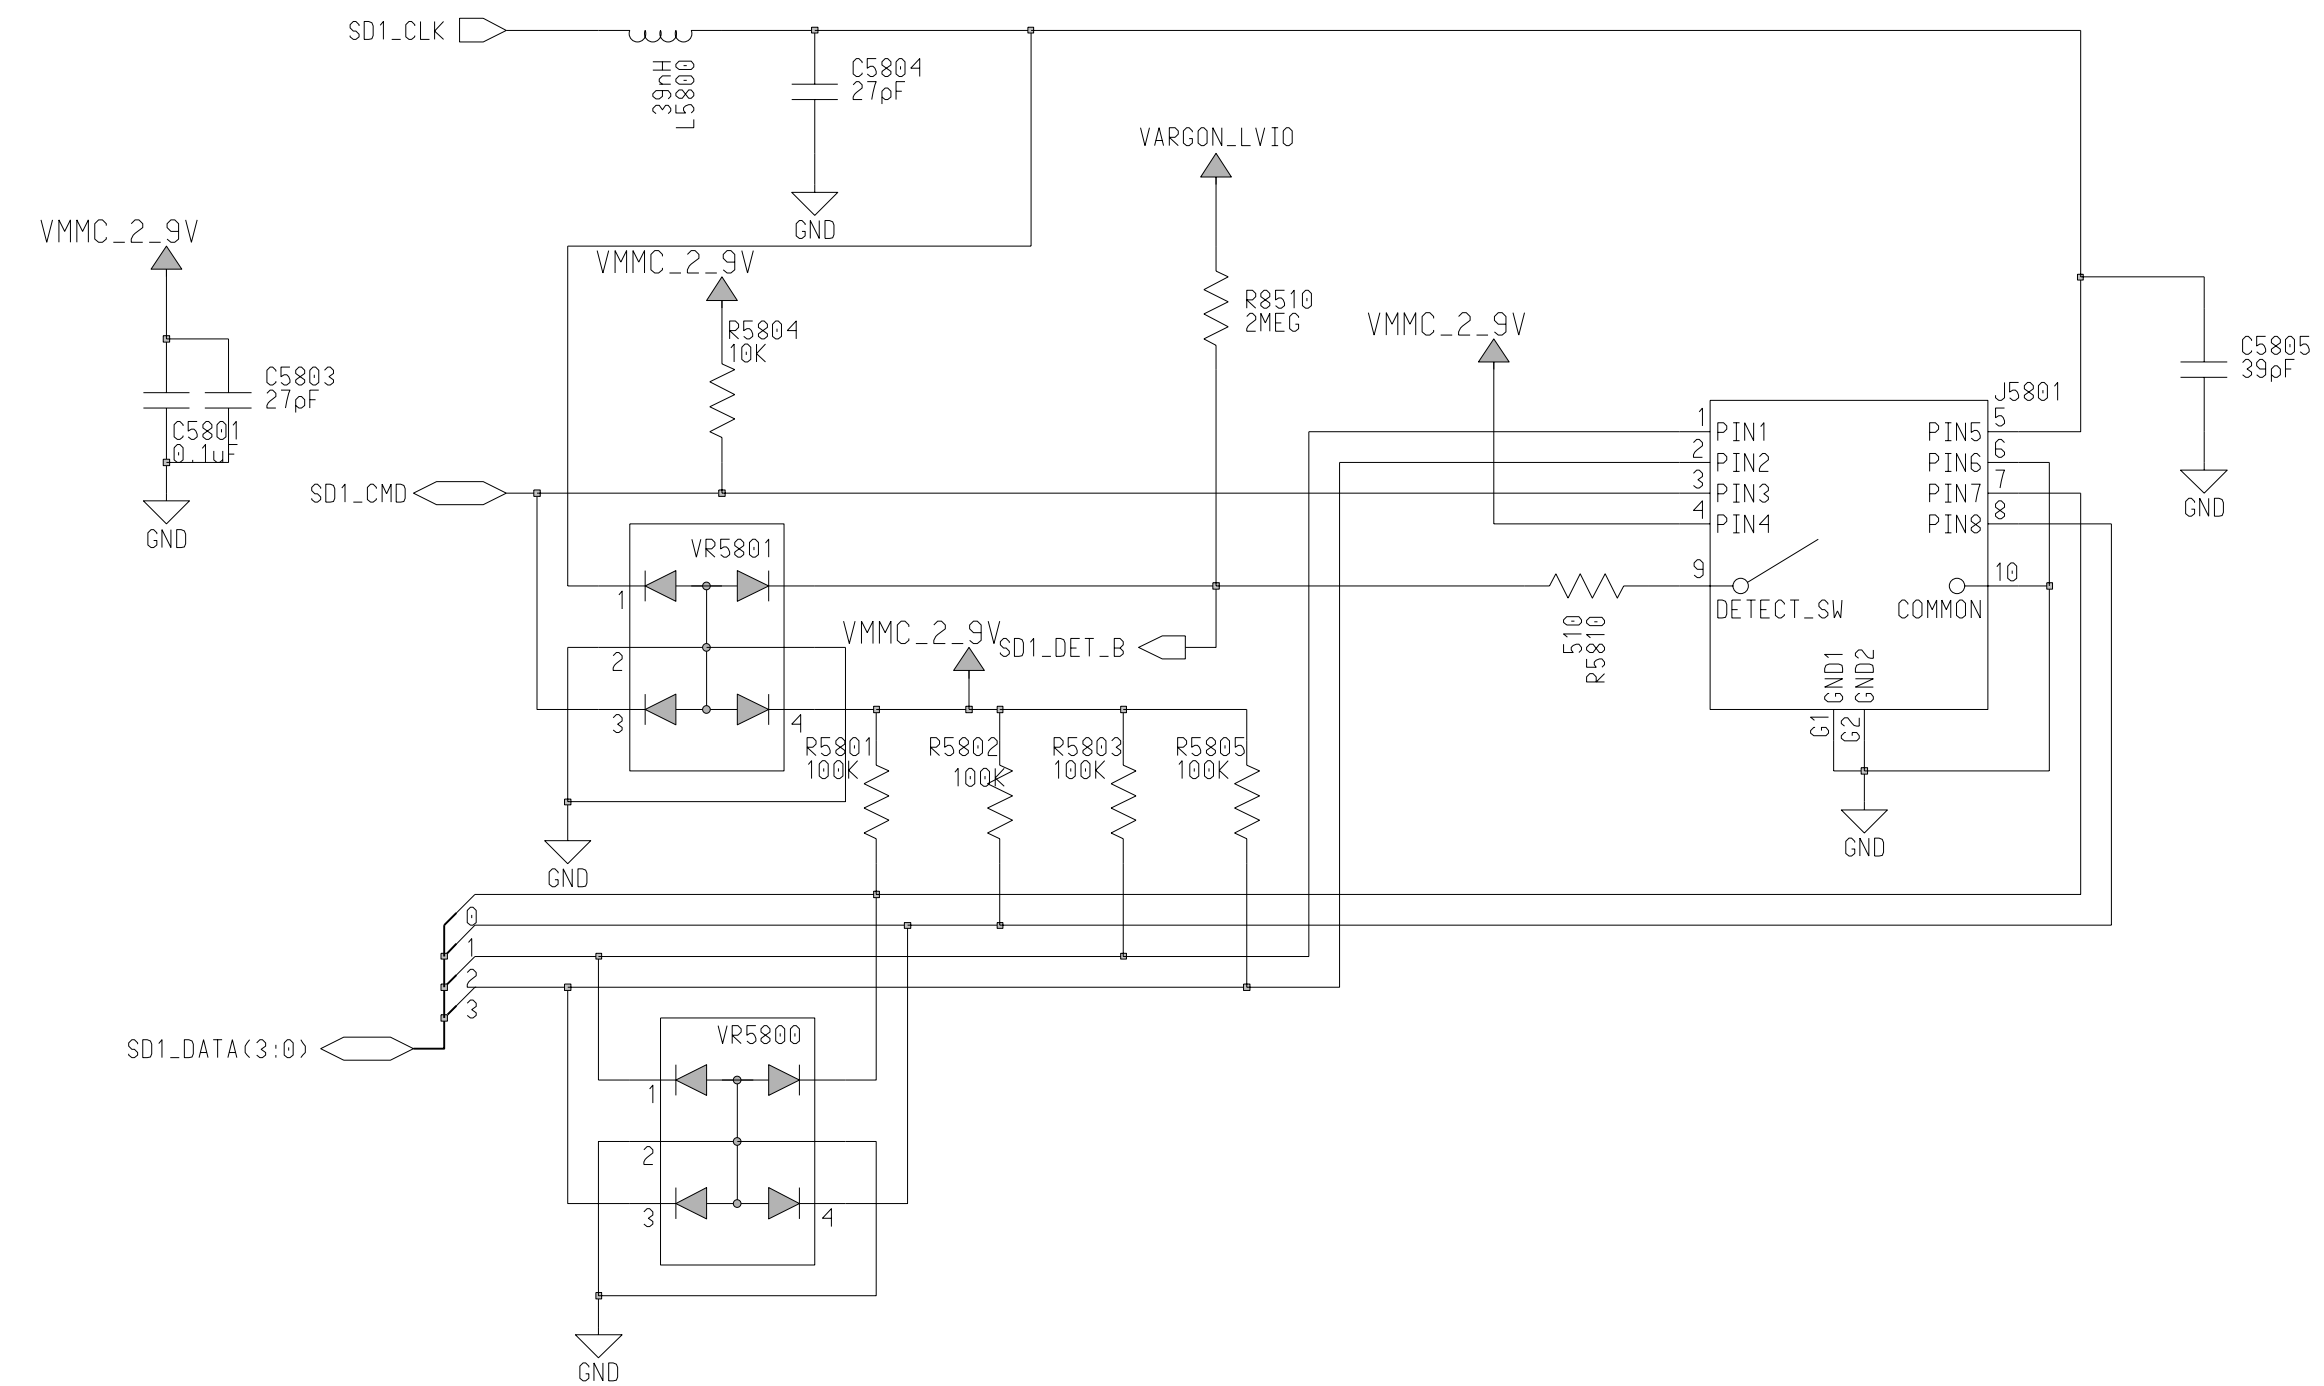 SD1_CLK
39nH
L5800
C5804
27pF
GND
VARGON_LVIO
R8510
2MEG
VMMC_2_9V
C5803
27pF
C5801
0.1uF
GND
VMMC_2_9V
R5804
10K
VMMC_2_9V
C5805
39pF
GND
SD1_CMD
J5801
1
2
3
4
PIN1
PIN2
PIN3
PIN4
PIN5
PIN6
PIN7
PIN8
5
6
7
8
9
10
DETECT_SW
COMMON
GND1
GND2
G1
G2
GND
510
R5810
VR5801
1
2
3
4
GND
VMMC_2_9V
SD1_DET_B
R5801
100K
R5802
100K
R5803
100K
R5805
100K
0
1
2
3
SD1_DATA(3:0)
VR5800
1
2
3
4
GND